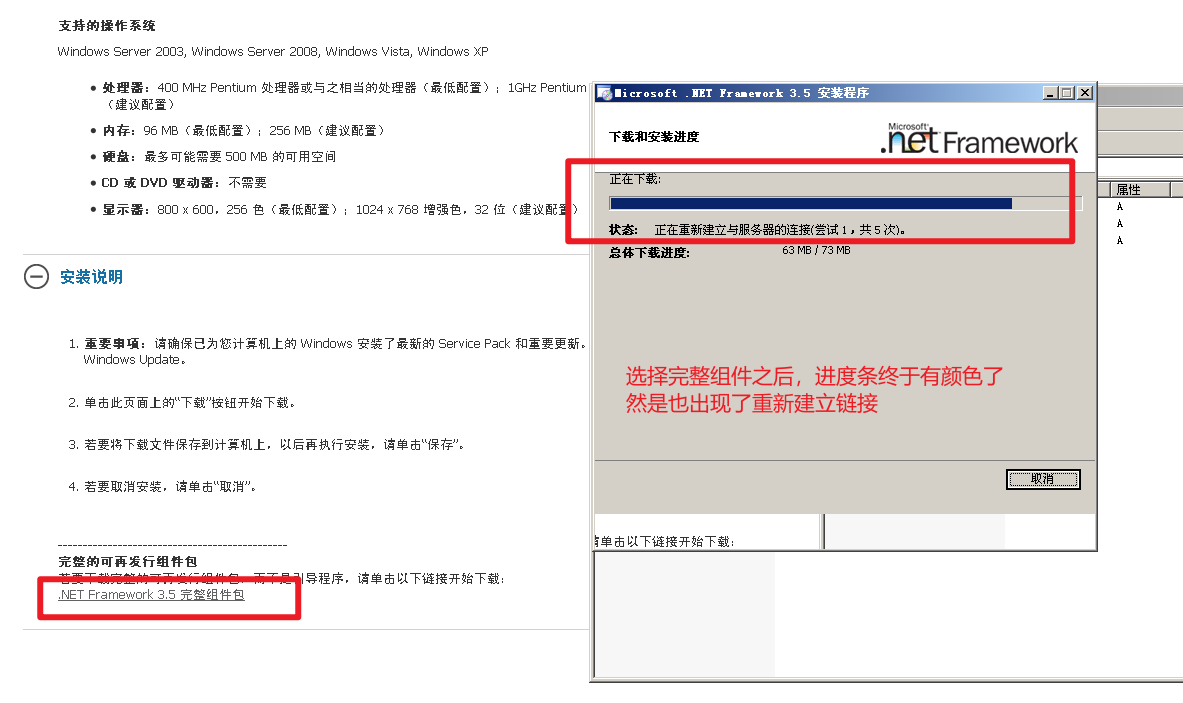 支持的操作系统
Windows Server 2003, Windows Server 2008, Windows Vista, Windows XP
处理器：400 MHz Pentium 处理器或与之相当的处理器（最低配置）；1GHz Pentium
（建议配置）
内存：96 MB（最低配置）；256 MB（建议配置）
硬盘：最多可能需要 500 MB 的可用空间
CD 或 DVD 驱动器：不需要
显示器：800 x 600，256 色（最低配置）；1024 x 768 增强色，32 位（建议配置）
安装说明
1. 重要事项：请确保已为您计算机上的 Windows 安装了最新的 Service Pack 和重要更新。
Windows Update。
2. 单击此页面上的“下载”按钮开始下载。
3. 若要将下载文件保存到计算机上，以后再执行安装，请单击“保存”。
4. 若要取消安装，请单击“取消”。
完整的可再发行组件包
若要下载完整的可再发行组件包，而不是引导程序，请单击以下链接开始下载：
.NET Framework 3.5 完整组件包
Microsoft .NET Framework 3.5 安装程序
下载和安装进度
Microsoft
.net Framework
正在下载:
状态: 正在重新建立与服务器的连接(尝试 1，共 5 次)。
总体下载进度: 63 MB / 73 MB
选择完整组件之后，进度条终于有颜色了
然是也出现了重新建立链接
取消
请单击以下链接开始下载：
属性
A
A
A